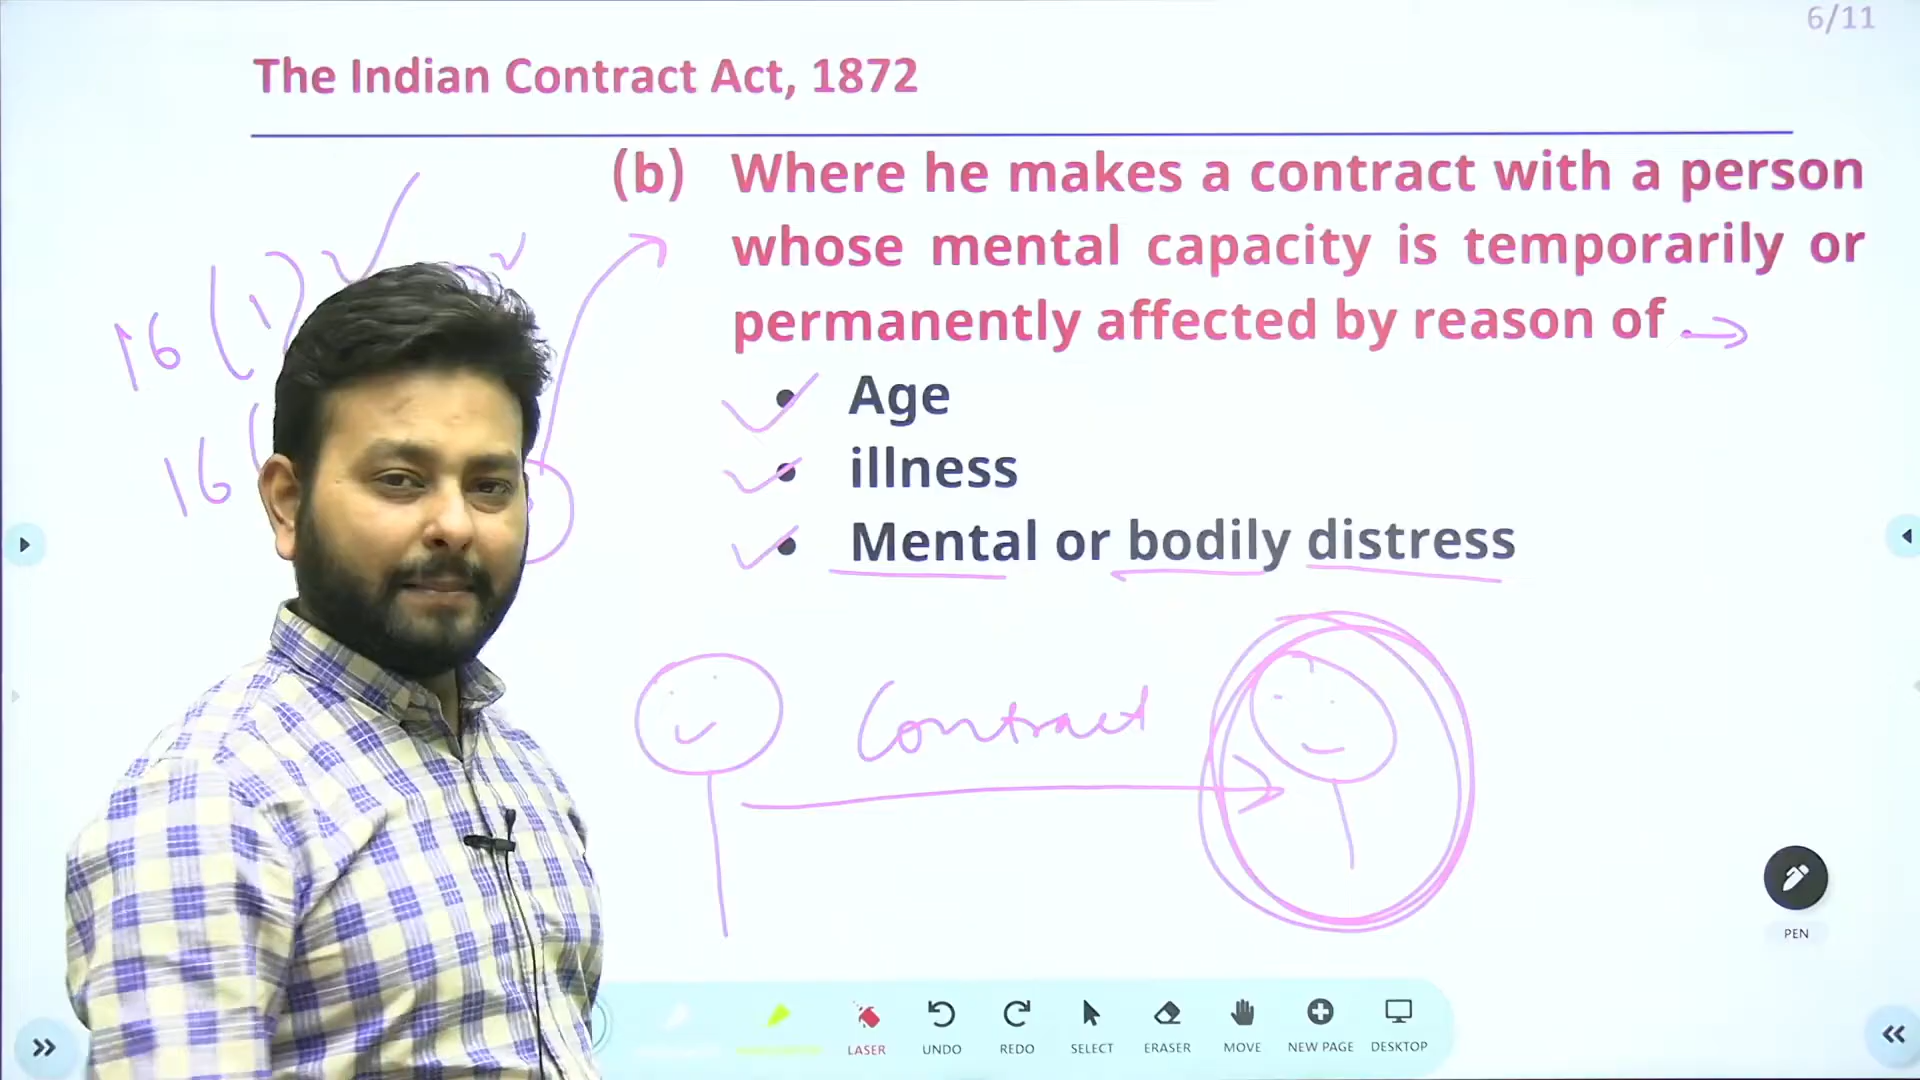 6/11
The Indian Contract Act, 1872
(b) Where he makes a contract with a person
whose mental capacity is temporarily or
permanently affected by reason of
16 (1)
• Age
• illness
16 (
• Mental or bodily distress
Contract
PEN
LASER UNDO REDO SELECT ERASER MOVE NEW PAGE DESKTOP